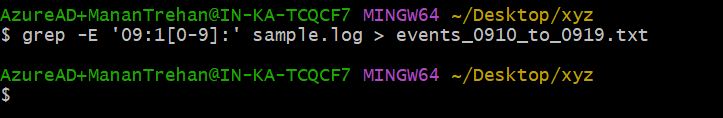 AzureAD+MananTrehan@IN-KA-TCQCF7 MINGW64 ~/Desktop/xyz
$ grep -E '09:1[0-9]:' sample.log > events_0910_to_0919.txt
AzureAD+MananTrehan@IN-KA-TCQCF7 MINGW64 ~/Desktop/xyz
$